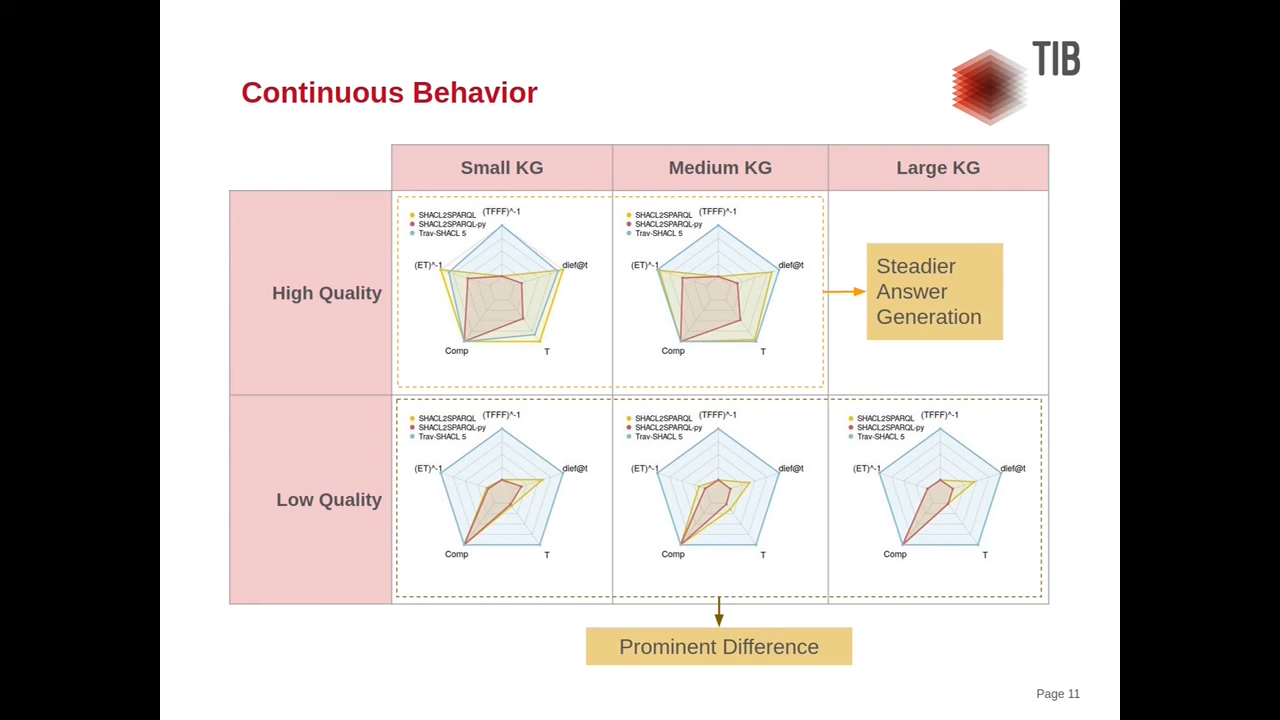 TIB
Continuous Behavior
Small KG
Medium KG
Large KG
High Quality
SHACL2SPARQL
SHACL2SPARQL-py
Trav-SHACL 5
(TFFF)^-1
(ET)^-1
dief@t
Comp
T
SHACL2SPARQL
SHACL2SPARQL-py
Trav-SHACL 5
(TFFF)^-1
(ET)^-1
dief@t
Comp
T
Steadier
Answer
Generation
Low Quality
SHACL2SPARQL
SHACL2SPARQL-py
Trav-SHACL 5
(TFFF)^-1
(ET)^-1
dief@t
Comp
T
SHACL2SPARQL
SHACL2SPARQL-py
Trav-SHACL 5
(TFFF)^-1
(ET)^-1
dief@t
Comp
T
SHACL2SPARQL
SHACL2SPARQL-py
Trav-SHACL 5
(TFFF)^-1
(ET)^-1
dief@t
Comp
T
Prominent Difference
Page 11